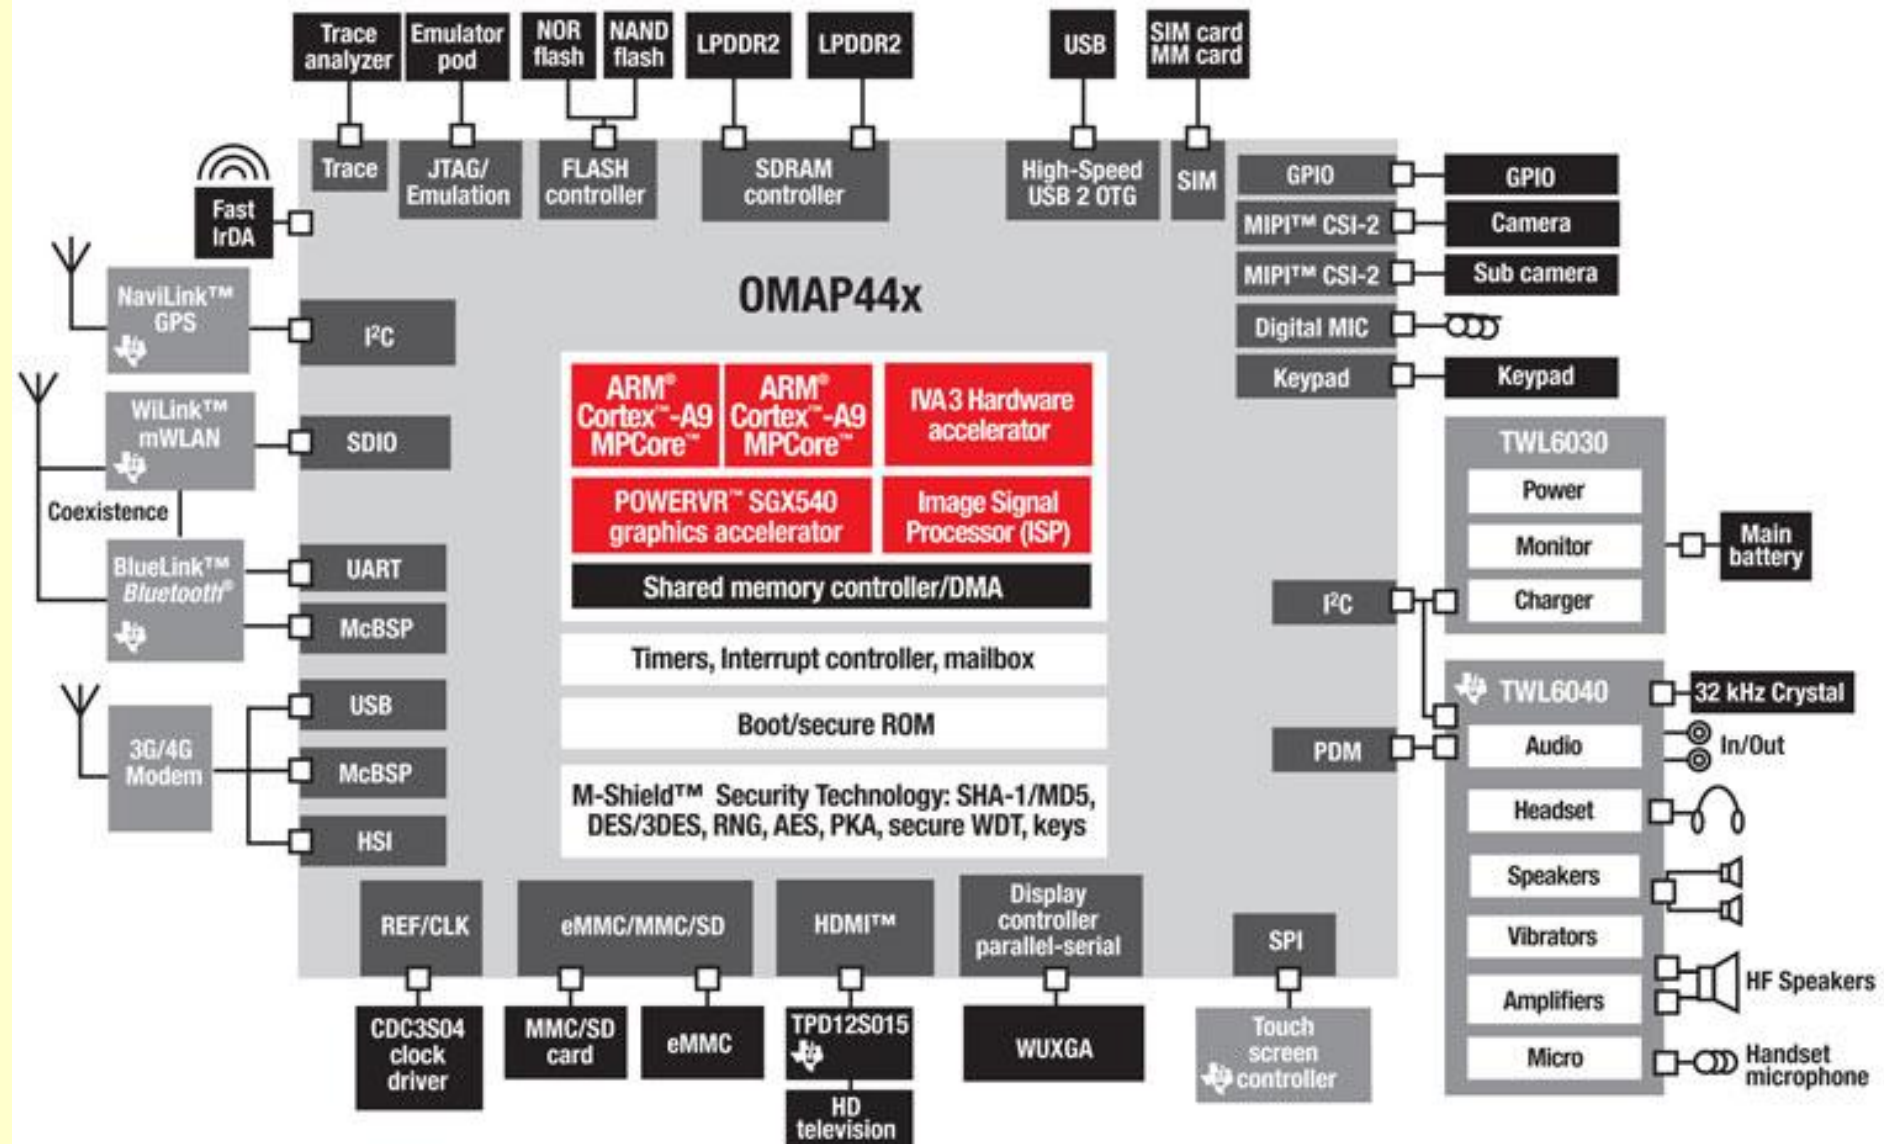 Trace
analyzer
Emulator
pod
NOR
flash
NAND
flash
LPDDR2
LPDDR2
USB
SIM card
MM card
Trace
JTAG/
Emulation
FLASH
controller
SDRAM
controller
High-Speed
USB 2 OTG
SIM
GPIO
GPIO
MIPI™ CSI-2
Camera
MIPI™ CSI-2
Sub camera
Digital MIC
Keypad
Keypad
Fast
IrDA
NaviLink™
GPS
I²C
WiLink™
mWLAN
SDIO
Coexistence
BlueLink™
Bluetooth®
UART
McBSP
3G/4G
Modem
USB
McBSP
HSI
OMAP44x
ARM®
Cortex™-A9
MPCore™
ARM®
Cortex™-A9
MPCore™
IVA3 Hardware
accelerator
POWERVR™ SGX540
graphics accelerator
Image Signal
Processor (ISP)
Shared memory controller/DMA
Timers, Interrupt controller, mailbox
Boot/secure ROM
M-Shield™ Security Technology: SHA-1/MD5,
DES/3DES, RNG, AES, PKA, secure WDT, keys
I²C
PDM
TWL6030
Power
Monitor
Charger
Main
battery
TWL6040
32 kHz Crystal
Audio
In/Out
Headset
Speakers
Vibrators
Amplifiers
HF Speakers
Micro
Handset
microphone
REF/CLK
eMMC/MMC/SD
HDMI™
Display
controller
parallel-serial
SPI
CDC3S04
clock
driver
MMC/SD
card
eMMC
TPD12S015
HD
television
WUXGA
Touch
screen
controller